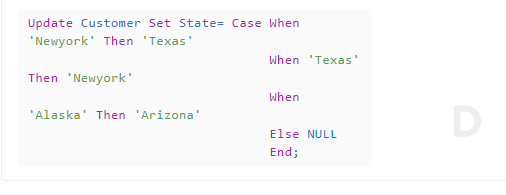 Update Customer Set State= Case When
'Newyork' Then 'Texas'
When 'Texas'
Then 'Newyork'
When
'Alaska' Then 'Arizona'
Else NULL
End;
D